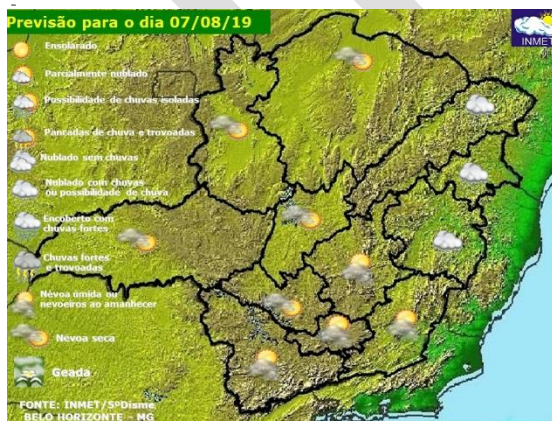 Previsão para o dia 07/08/19
INMET
Ensolarado
Parcialmente nublado
Possibilidade de chuvas isoladas
Pancadas de chuva e trovoadas
Nublado sem chuvas
Nublado com chuvas
ou possibilidade de chuva
Encoberto com
chuvas fortes
Chuvas fortes
e trovoadas
Névoa úmida ou
nevoeiros ao amanhecer
Névoa seca
Geada
FONTE: INMET/5ºDisme
BELO HORIZONTE - MG